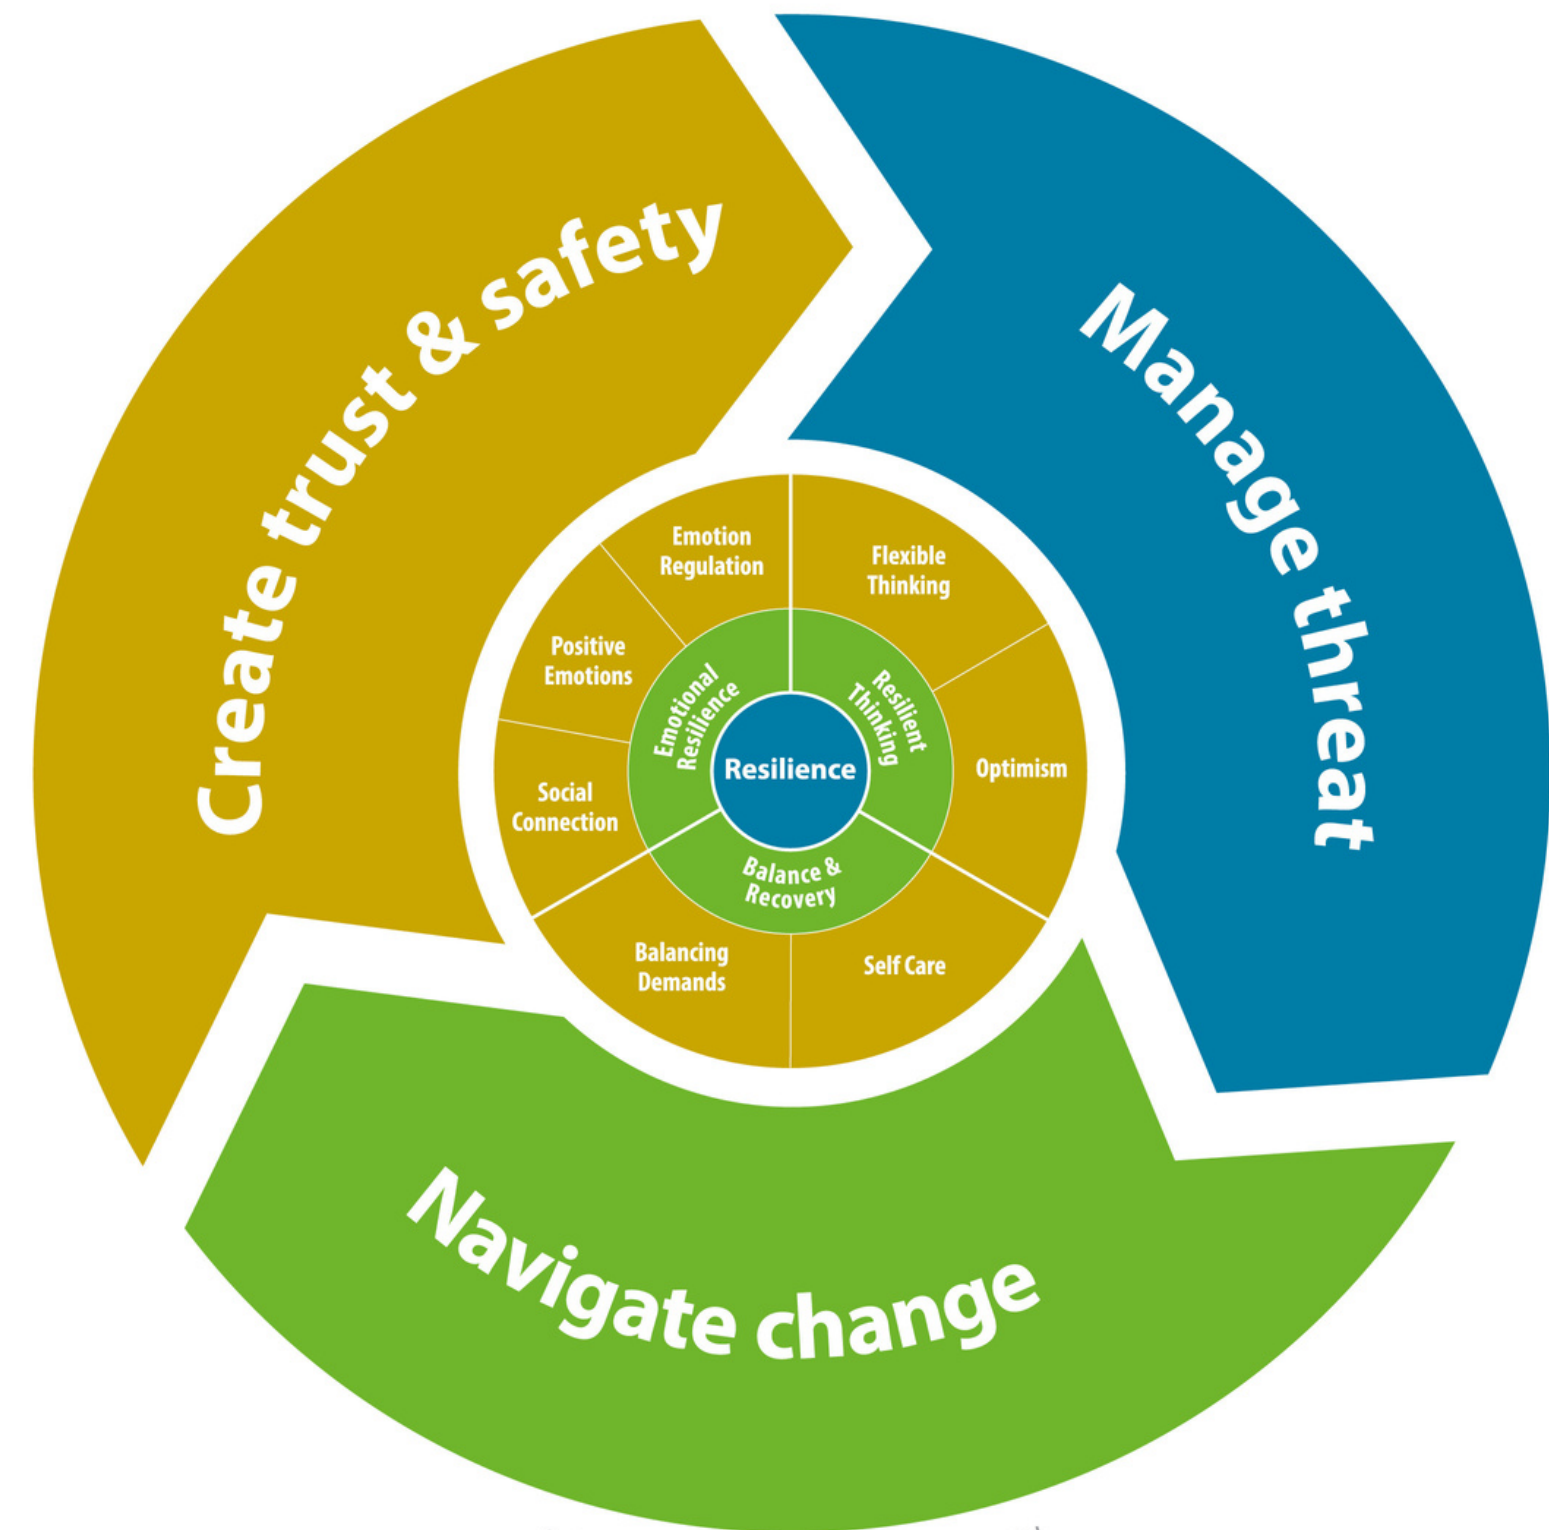 Create trust & safety
Manage threat
Navigate change
Emotion
Regulation
Flexible
Thinking
Positive
Emotions
Optimism
Social
Connection
Balancing
Demands
Self Care
Emotional
Resilience
Resilient
Thinking
Balance &
Recovery
Resilience